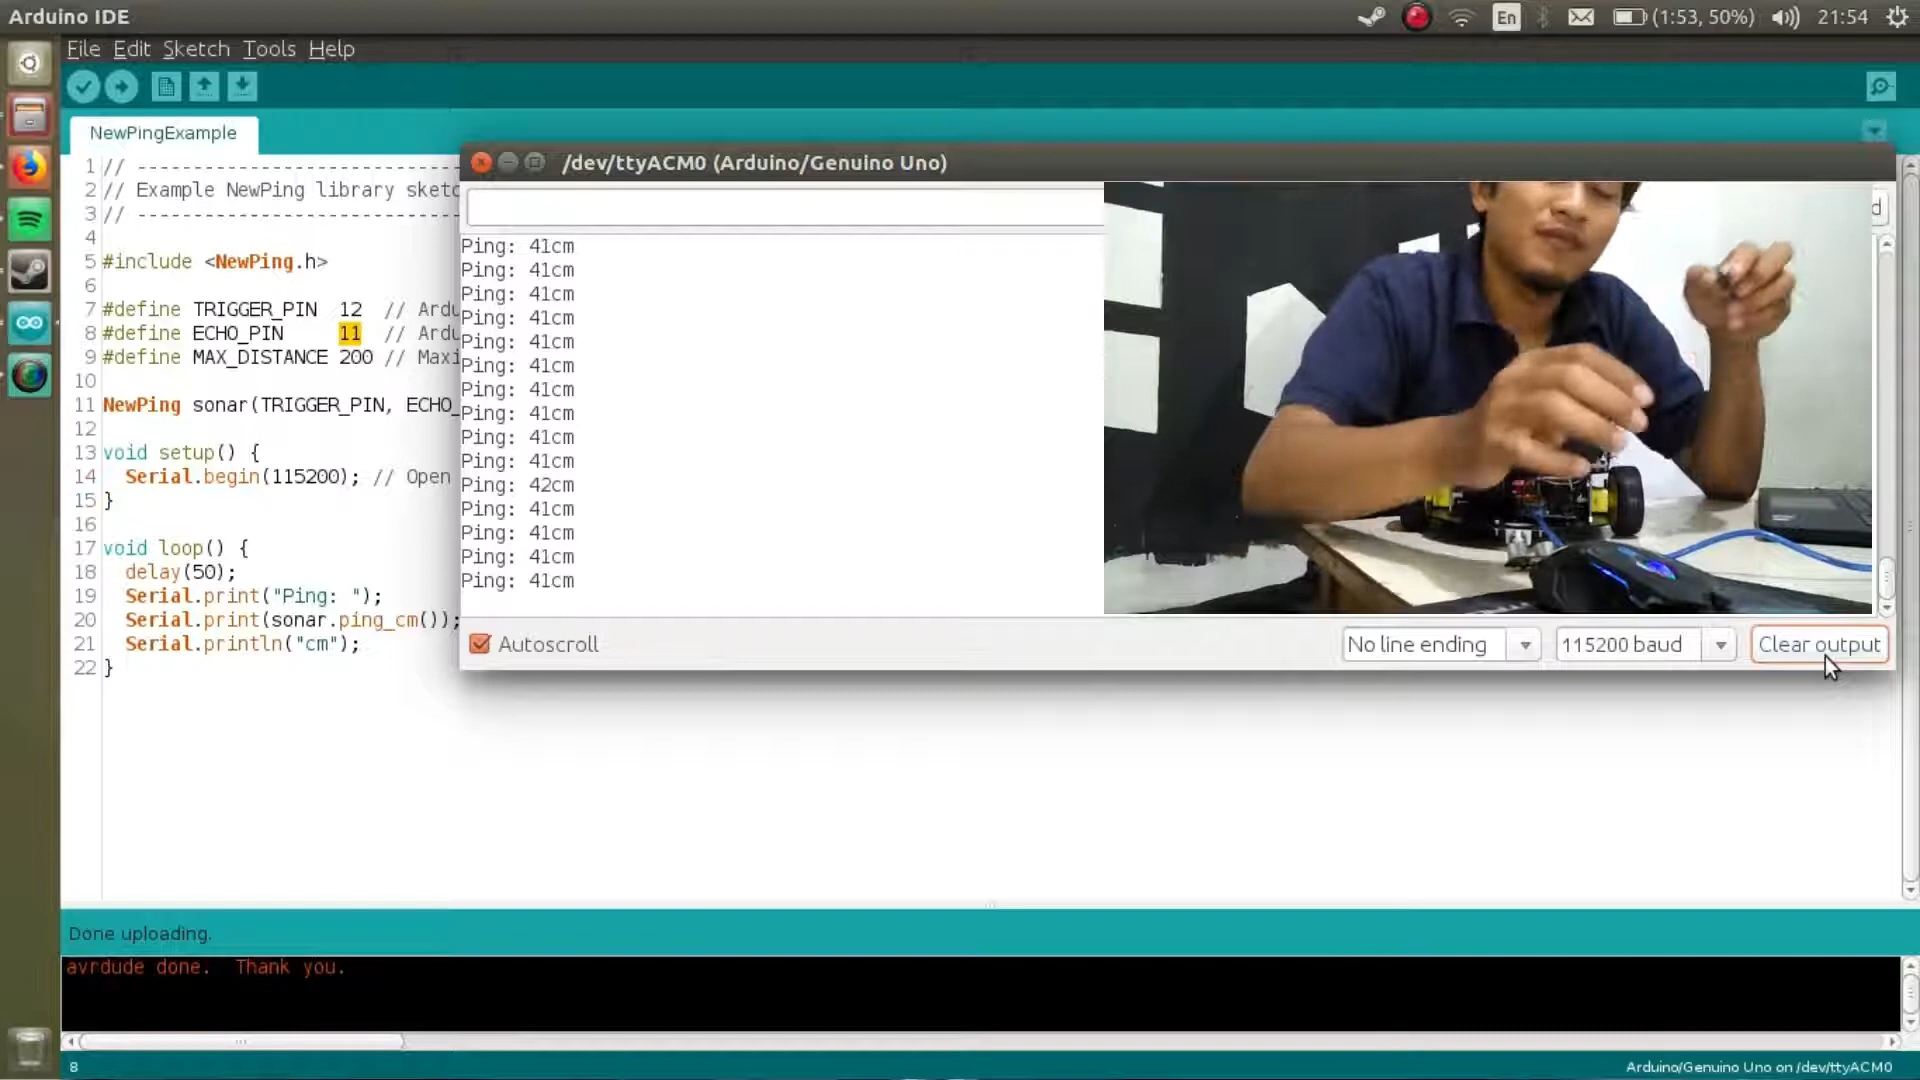 Arduino IDE
En
(1:53, 50%)
21:54
File Edit Sketch Tools Help
NewPingExample
1 // ---------------------------------
2 // Example NewPing library
3 // ---------------------------------
4
5 #include <NewPing.h>
6
7 #define TRIGGER_PIN 12 //
8 #define ECHO_PIN 11 //
9 #define MAX_DISTANCE 200 //
10
11 NewPing sonar(TRIGGER_PIN, ECHO_
12
13 void setup() {
14 Serial.begin(115200); // Open
15 }
16
17 void loop() {
18 delay(50);
19 Serial.print("Ping: ");
20 Serial.print(sonar.ping_cm());
21 Serial.println("cm");
22 }
/dev/ttyACM0 (Arduino/Genuino Uno)
Ping: 41cm
Ping: 41cm
Ping: 41cm
Ping: 41cm
Ping: 41cm
Ping: 41cm
Ping: 41cm
Ping: 41cm
Ping: 41cm
Ping: 41cm
Ping: 42cm
Ping: 41cm
Ping: 41cm
Ping: 41cm
Ping: 41cm
Autoscroll
No line ending
115200 baud
Clear output
Done uploading.
avrdude done. Thank you.
8
Arduino/Genuino Uno on /dev/ttyACM0